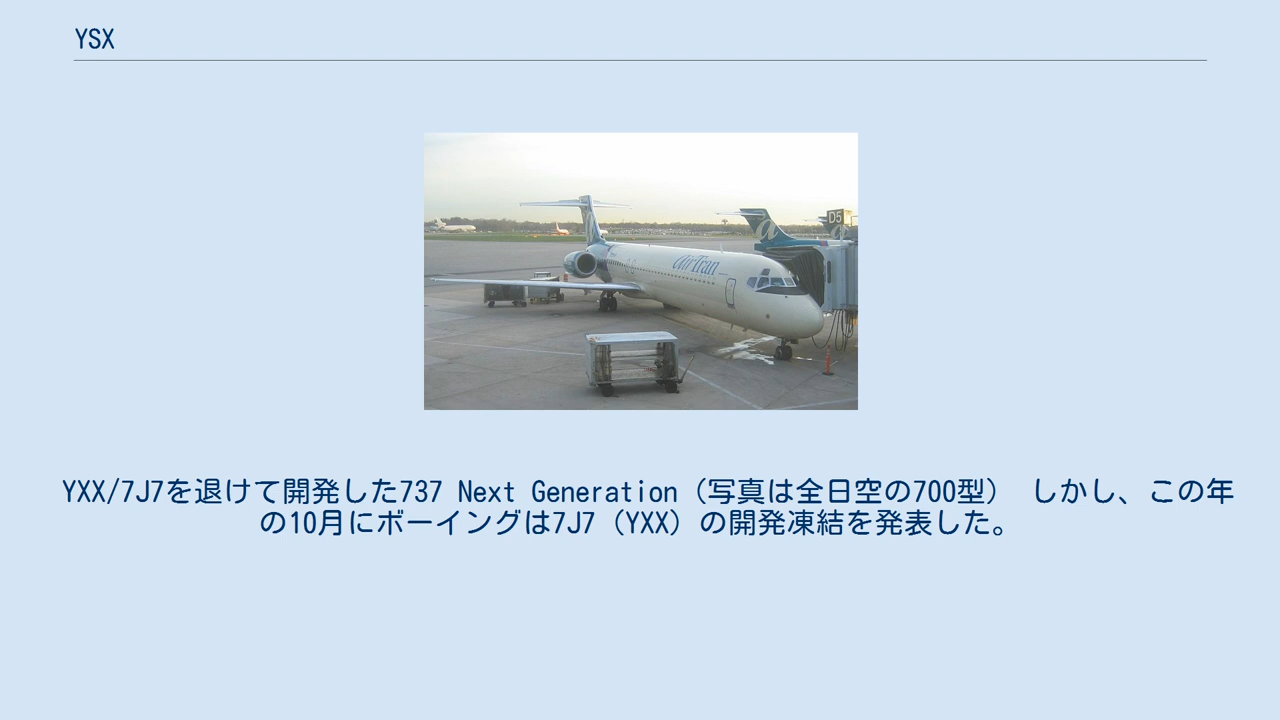 YSX
AirTran
D5
YXX/7J7を退けて開発した737 Next Generation（写真は全日空の700型） しかし、この年
の10月にボーイングは7J7（YXX）の開発凍結を発表した。